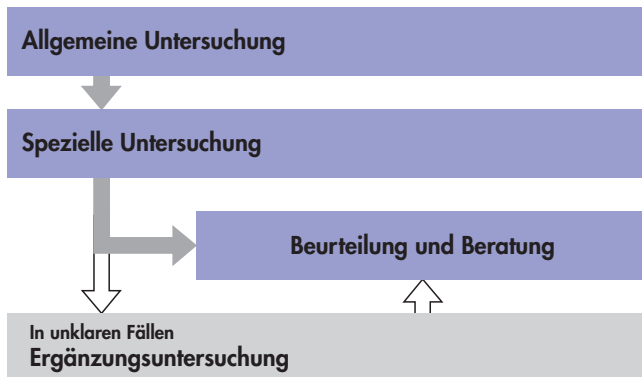 Allgemeine Untersuchung
Spezielle Untersuchung
Beurteilung und Beratung
In unklaren Fällen
Ergänzungsuntersuchung